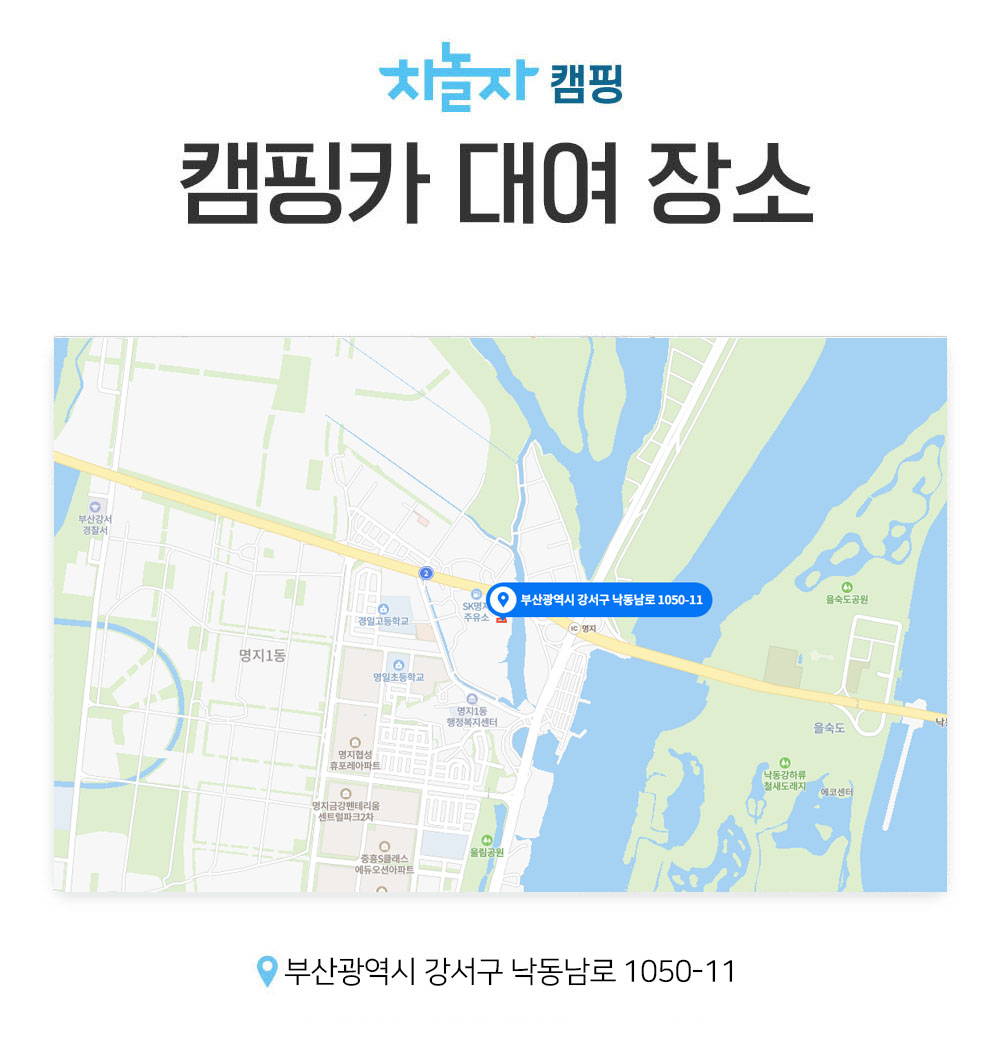 차놀자 캠핑
캠핑카 대여 장소
부산강서
경찰서
2
SK명지
주유소
부산광역시 강서구 낙동남로 1050-11
IC 명지
을숙도공원
경일고등학교
명지1동
명일초등학교
명지1동
행정복지센터
을숙도
낙동강하류
철새도래지
에코센터
명지협성
휴포레아파트
명지금강펜테리움
센트럴파크2차
중흥S클래스
에듀오션아파트
울림공원
부산광역시 강서구 낙동남로 1050-11